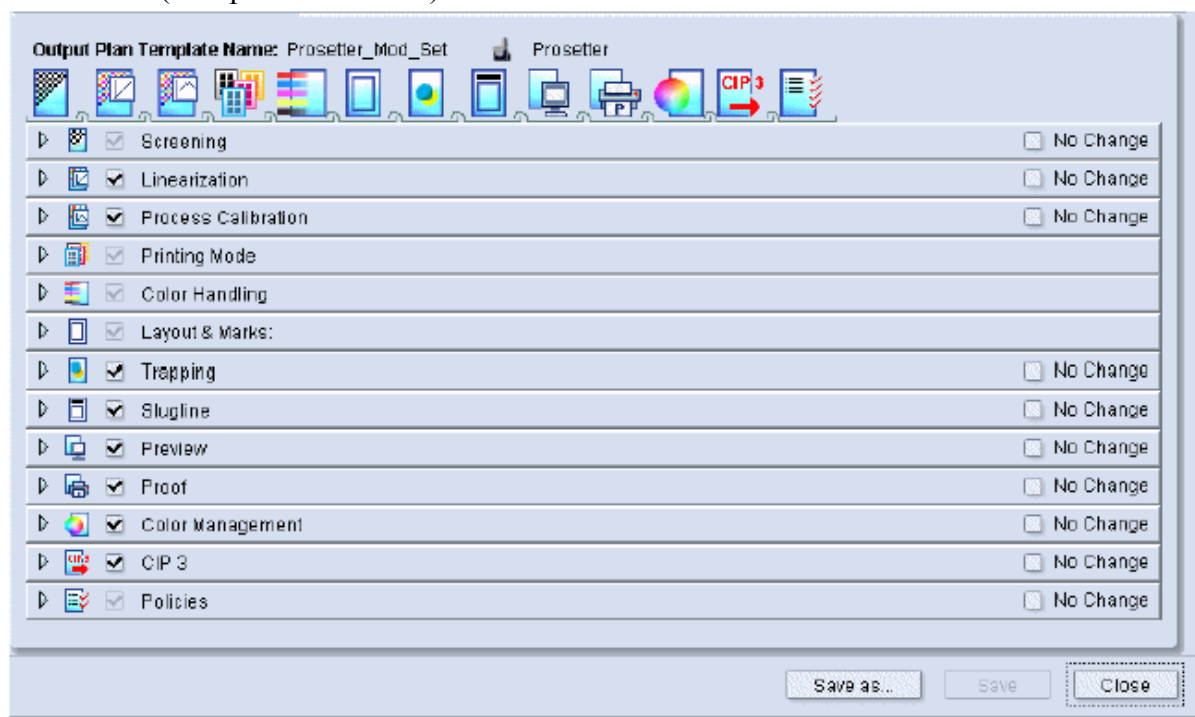 Output Plan Template Name: Prosetter_Mod_Set Prosetter
CIP 3
P
Screening No Change
Linearization No Change
Process Calibration No Change
Printing Mode
Color Handling
Layout & Marks:
Trapping No Change
Slugline No Change
Preview No Change
Proof No Change
Color Management No Change
CIP 3 No Change
Policies No Change
Save as... Save Close